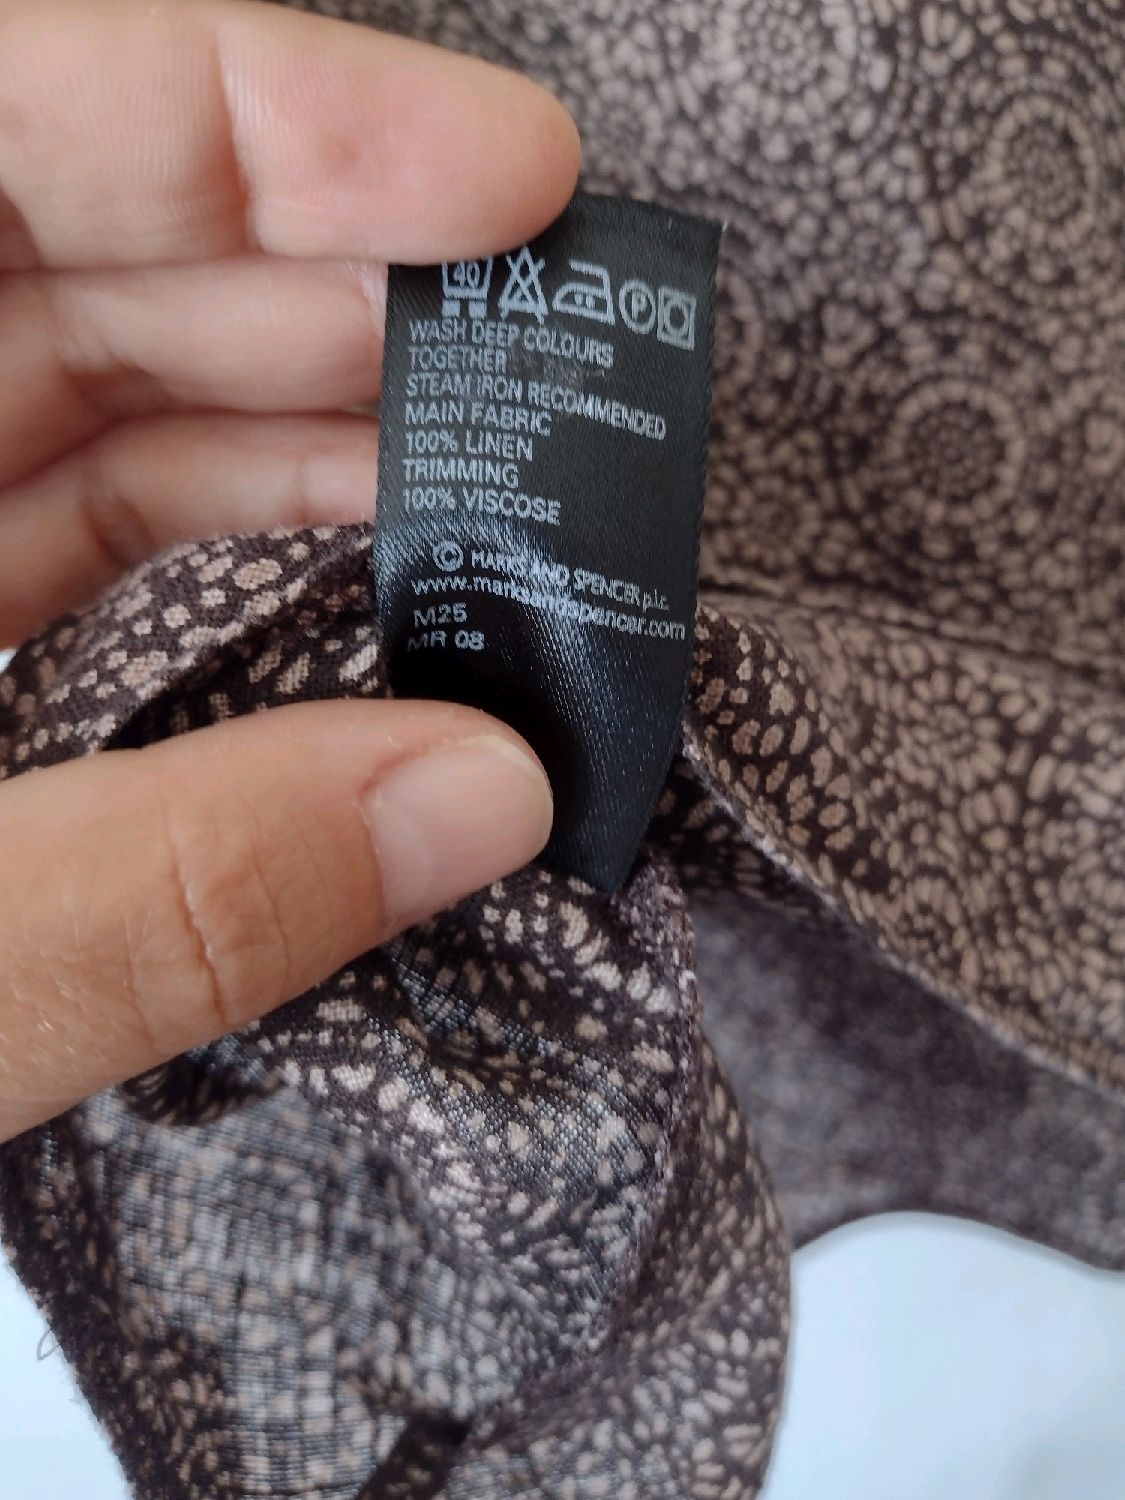 40 P
WASH DEEP COLOURS
TOGETHER
STEAM IRON RECOMMENDED
MAIN FABRIC
100% LINEN
TRIMMING
100% VISCOSE
© MARKS AND SPENCER p.l.c.
www.marksandspencer.com
M25
MR 08